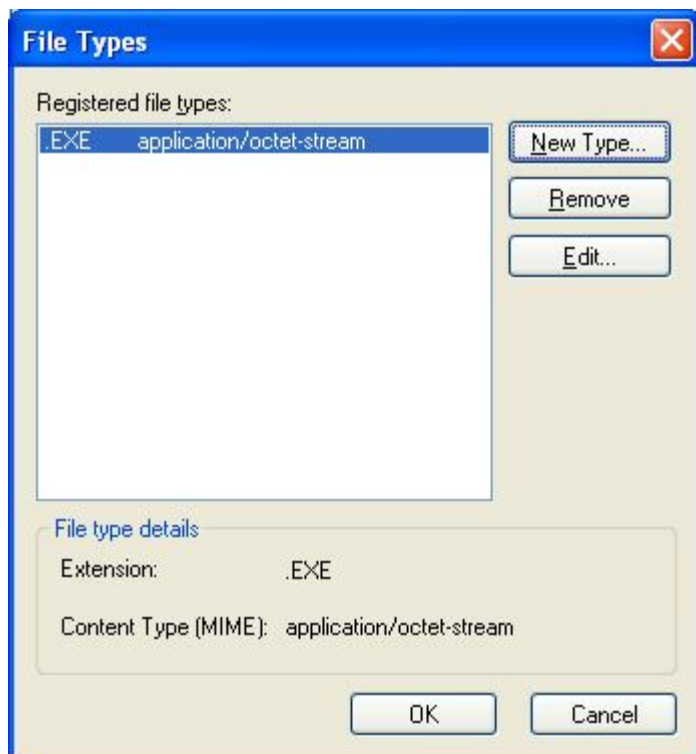 File Types
Registered file types:
.EXE application/octet-stream
New Type...
Remove
Edit...
File type details
Extension: .EXE
Content Type (MIME): application/octet-stream
OK Cancel